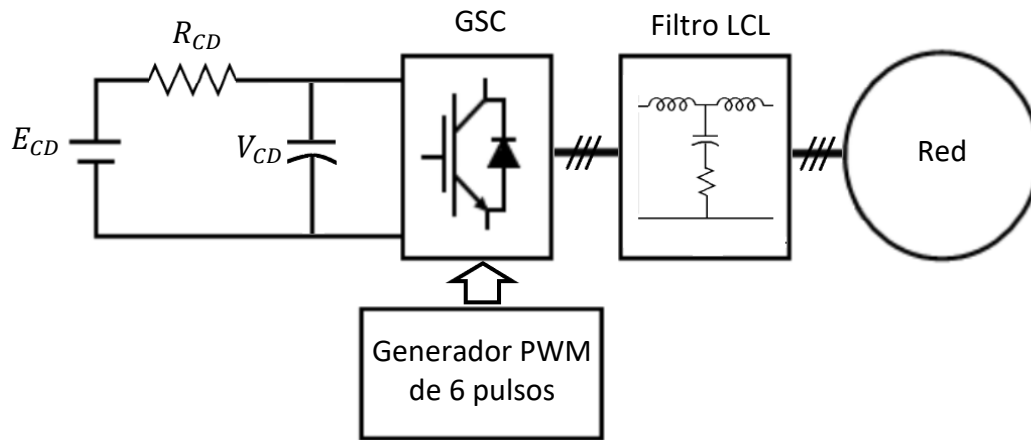 GSC
Filtro LCL
R_CD
E_CD
V_CD
Red
Generador PWM
de 6 pulsos